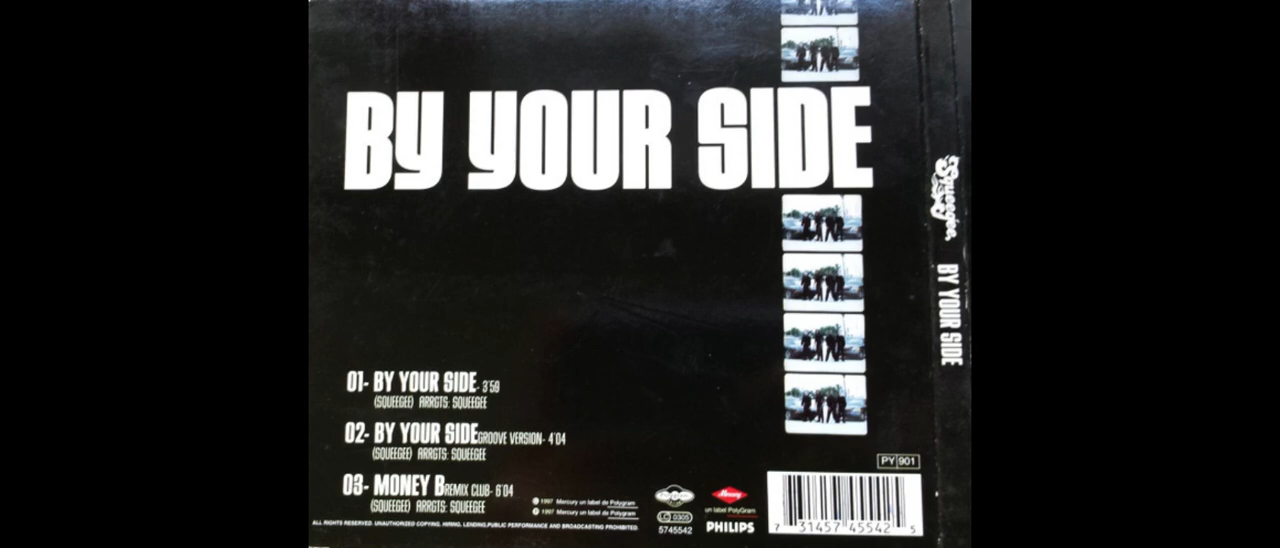 BY YOUR SIDE
Squeegee
BY YOUR SIDE
01- BY YOUR SIDE- 3'59
(SQUEEGEE) ARRGTS: SQUEEGEE
02- BY YOUR SIDE GROOVE VERSION- 4'04
(SQUEEGEE) ARRGTS: SQUEEGEE
03- MONEY B REMIX CLUB- 6'04
(SQUEEGEE) ARRGTS: SQUEEGEE
© 1997 Mercury un label de Polygram
℗ 1997 Mercury un label de Polygram
ALL RIGHTS RESERVED. UNAUTHORIZED COPYING, HIRING, LENDING, PUBLIC PERFORMANCE AND BROADCASTING PROHIBITED.
LC 0305
5745542
Mercury
un label PolyGram
PHILIPS
PY 901
7 31457 45542 5